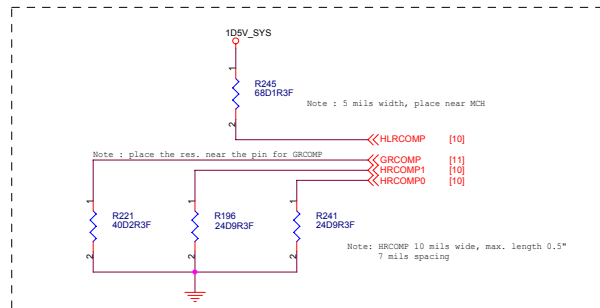 1D5V_SYS
1
R245
68D1R3F
Note : 5 mils width, place near MCH
2
HLRCOMP [10]
Note : place the res. near the pin for GRCOMP
GRCOMP [11]
HRCOMP1 [10]
HRCOMP0 [10]
1 1 1
R221 R196 R241
40D2R3F 24D9R3F 24D9R3F
Note: HRCOMP 10 mils wide, max. length 0.5"
7 mils spacing
2 2 2